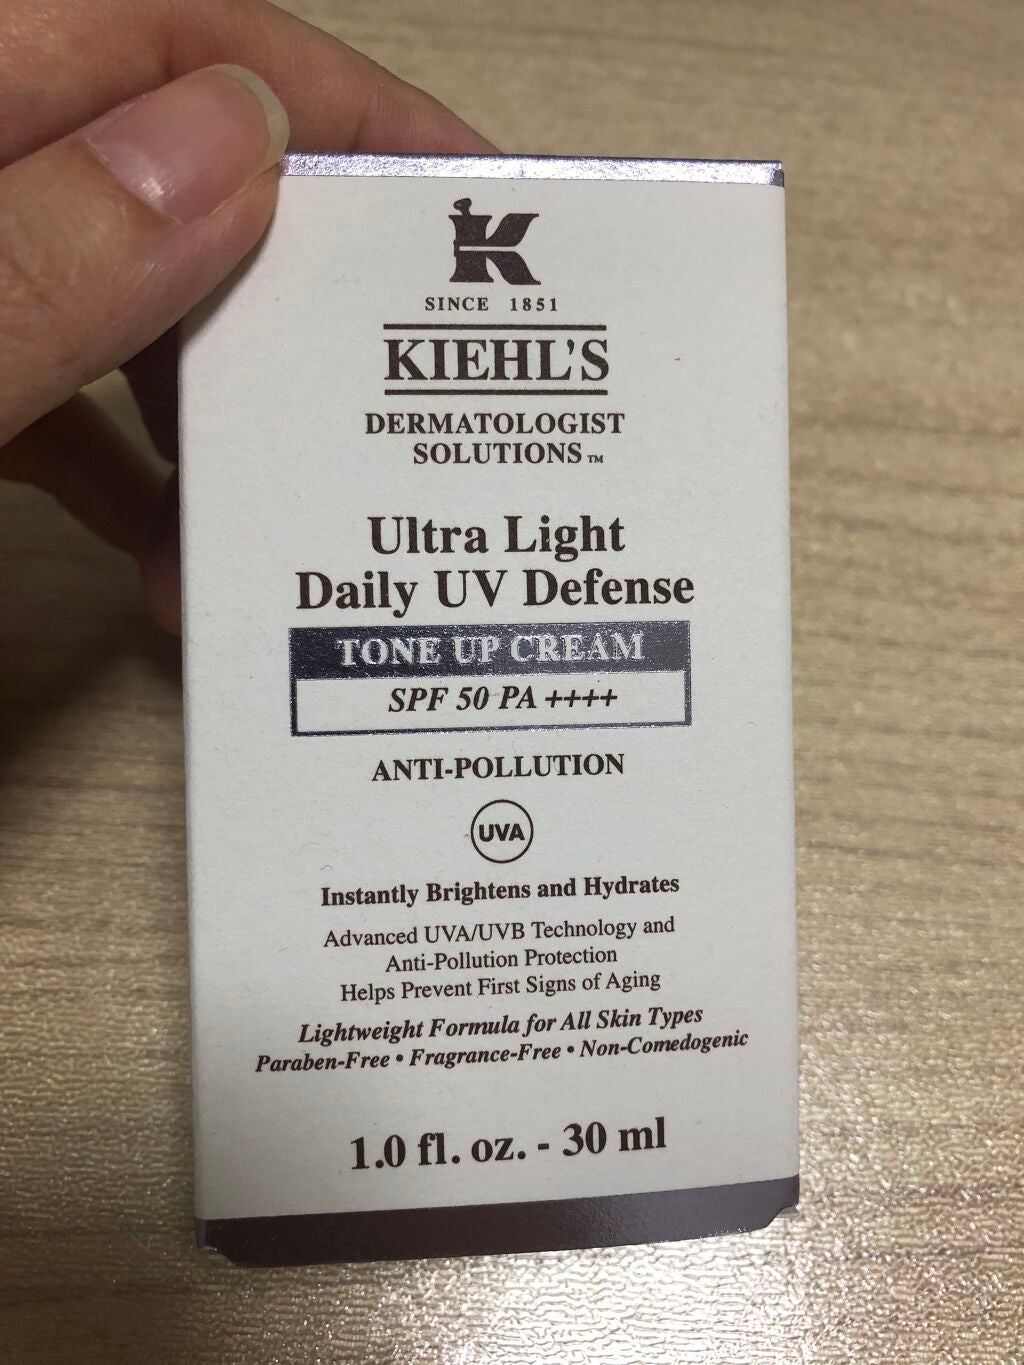 K
SINCE 1851
KIEHL'S
DERMATOLOGIST
SOLUTIONS™
Ultra Light
Daily UV Defense
TONE UP CREAM
SPF 50 PA ++++
ANTI-POLLUTION
UVA
Instantly Brightens and Hydrates
Advanced UVA/UVB Technology and
Anti-Pollution Protection
Helps Prevent First Signs of Aging
Lightweight Formula for All Skin Types
Paraben-Free • Fragrance-Free • Non-Comedogenic
1.0 fl. oz. - 30 ml